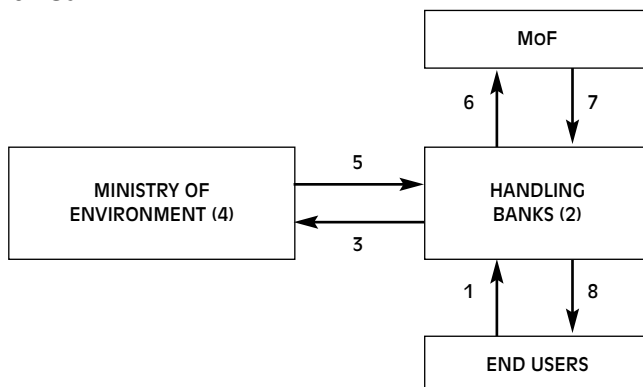 MoF
6
7
5
MINISTRY OF
ENVIRONMENT (4)
HANDLING
BANKS (2)
3
1
8
END USERS